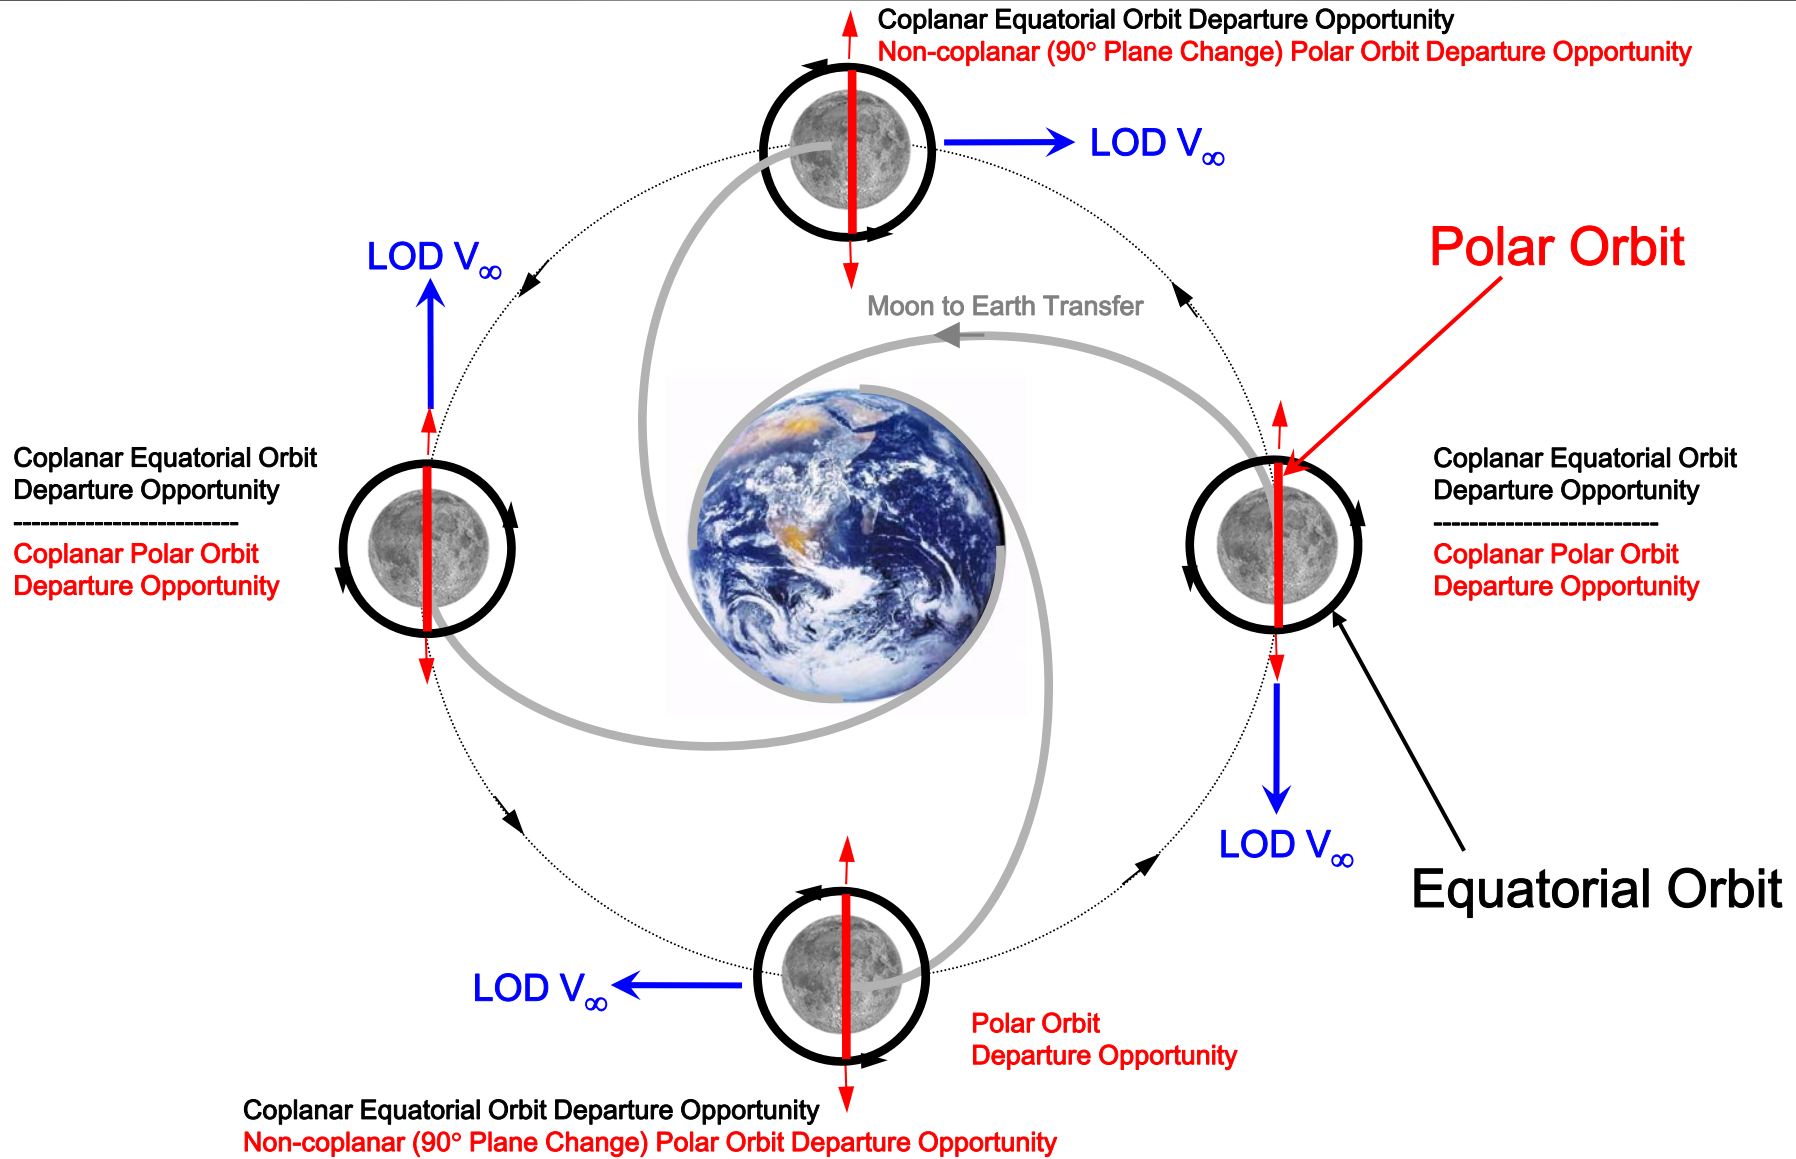 Coplanar Equatorial Orbit Departure Opportunity
Non-coplanar (90° Plane Change) Polar Orbit Departure Opportunity
LOD V∞
Polar Orbit
LOD V∞
Moon to Earth Transfer
Coplanar Equatorial Orbit
Departure Opportunity
-------------------------
Coplanar Polar Orbit
Departure Opportunity
Coplanar Equatorial Orbit
Departure Opportunity
-------------------------
Coplanar Polar Orbit
Departure Opportunity
LOD V∞
Equatorial Orbit
LOD V∞
Polar Orbit
Departure Opportunity
Coplanar Equatorial Orbit Departure Opportunity
Non-coplanar (90° Plane Change) Polar Orbit Departure Opportunity